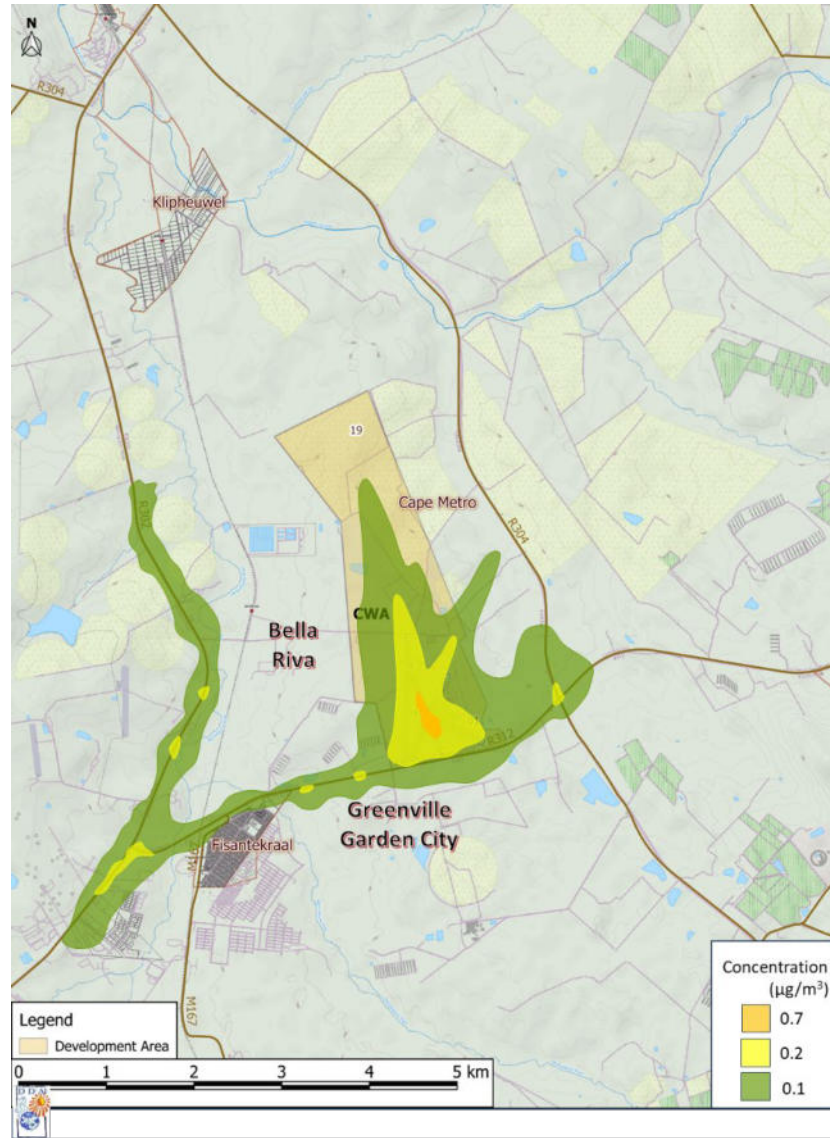 N
R304
Klipheuwel
19
Cape Metro
R302
R304
CWA
Bella
Riva
R312
Greenville
Garden City
Fisantekraal
M167
Concentration
(µg/m³)
0.7
0.2
0.1
Legend
Development Area
0 1 2 3 4 5 km